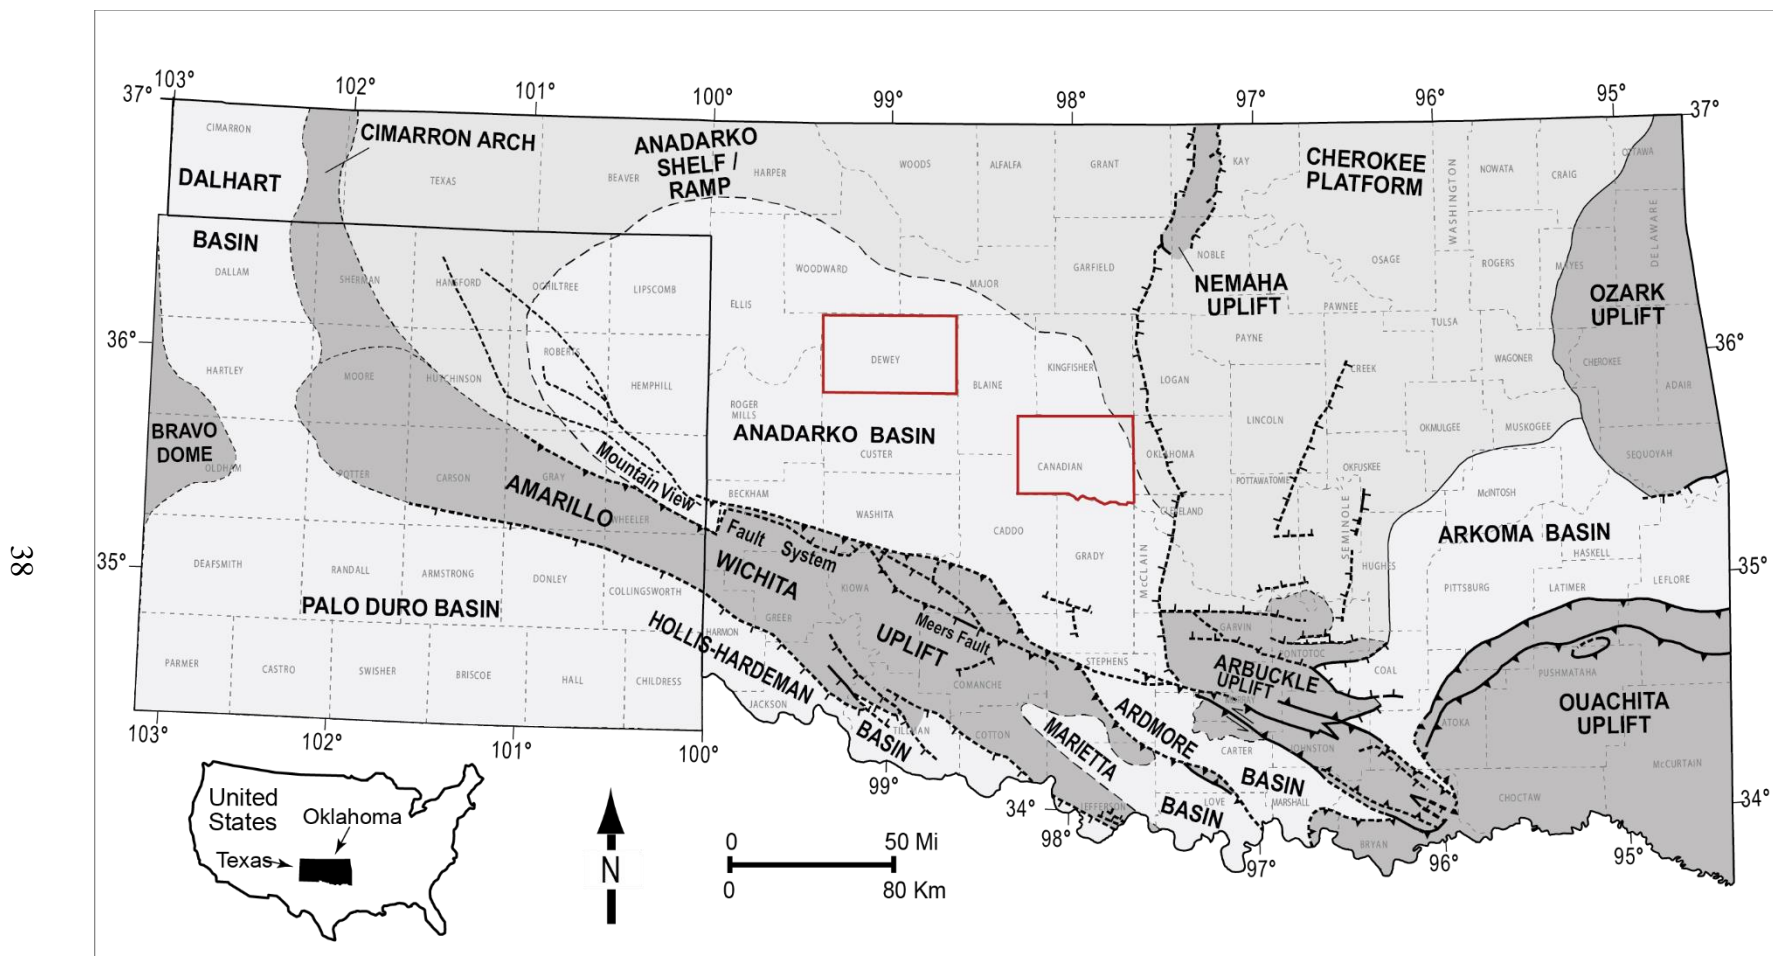 38
103°
102°
101°
100°
99°
98°
97°
96°
95°
37°
37°
CIMARRON
CIMARRON ARCH
DALHART
BASIN
TEXAS
BEAVER
ANADARKO
SHELF /
RAMP
HARPER
WOODS
ALFALFA
GRANT
KAY
CHEROKEE
PLATFORM
WASHINGTON
NOWATA
CRAIG
OTTAWA
DELAWARE
DALLAM
SHERMAN
HANSFORD
OCHILTREE
LIPSCOMB
ELLIS
WOODWARD
MAJOR
GARFIELD
NOBLE
NEMAHA
UPLIFT
OSAGE
PAWNEE
ROGERS
MAYES
OZARK
UPLIFT
TULSA
36°
36°
HARTLEY
MOORE
HUTCHINSON
ROBERTS
HEMPHILL
ROGER
MILLS
DEWEY
BLAINE
KINGFISHER
LOGAN
PAYNE
CREEK
WAGONER
CHEROKEE
ADAIR
BRAVO
DOME
OLDHAM
POTTER
CARSON
GRAY
WHEELER
AMARILLO
Mountain View
Fault System
ANADARKO BASIN
CUSTER
BECKHAM
WASHITA
CANADIAN
OKLAHOMA
LINCOLN
OKMULGEE
MUSKOGEE
SEQUOYAH
POTTAWATOMIE
OKFUSKEE
McINTOSH
CLEVELAND
SEMINOLE
ARKOMA BASIN
HASKELL
35°
35°
DEAFSMITH
RANDALL
ARMSTRONG
DONLEY
COLLINGSWORTH
PALO DURO BASIN
WICHITA
UPLIFT
KIOWA
GREER
HARMON
CADDO
GRADY
McCLAIN
HUGHES
PITTSBURG
LATIMER
LEFLORE
HOLLIS-HARDEMAN
BASIN
Meers Fault
GARVIN
PONTOTOC
COAL
ARBUCKLE
UPLIFT
MURRAY
PUSHMATAHA
PARMER
CASTRO
SWISHER
BRISCOE
HALL
CHILDRESS
JACKSON
TILLMAN
COMANCHE
COTTON
STEPHENS
ARDMORE
BASIN
MARIETTA
BASIN
CARTER
JOHNSTON
ATOKA
OUACHITA
UPLIFT
McCURTAIN
CHOCTAW
JEFFERSON
LOVE
MARSHALL
BRYAN
103°
102°
101°
100°
99°
34°
98°
97°
96°
95°
34°
United
States
Oklahoma
Texas
N
0
50 Mi
0
80 Km